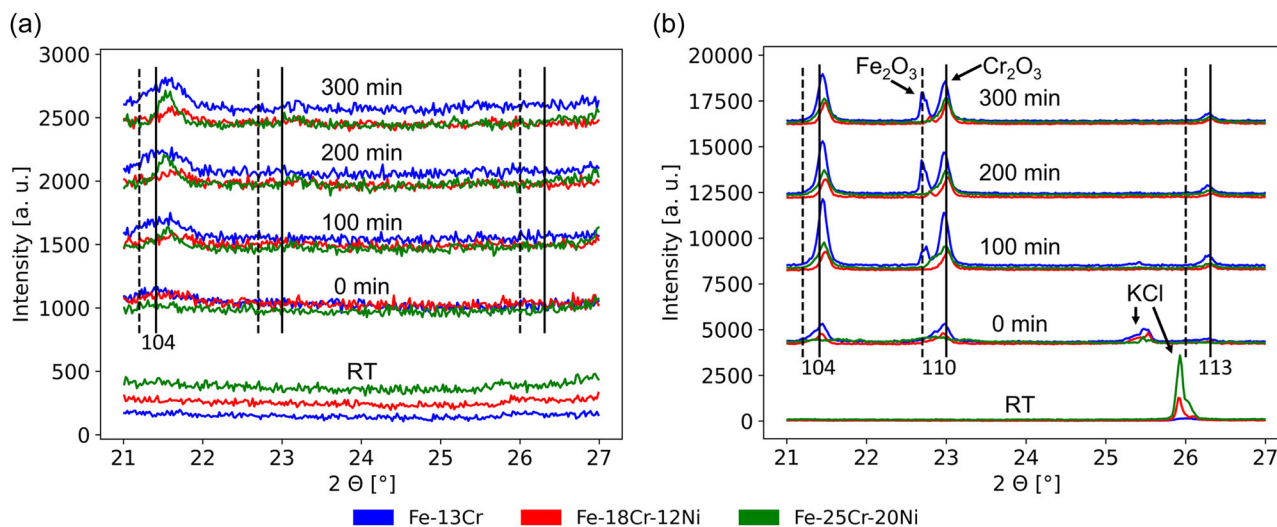 (a)
3000
2500
2000
1500
1000
500
0
Intensity [a. u.]
300 min
200 min
100 min
0 min
104
RT
21 22 23 24 25 26 27
2 Θ [°]
(b)
20000
17500
15000
12500
10000
7500
5000
2500
0
Intensity [a. u.]
Fe₂O₃
Cr₂O₃
300 min
200 min
100 min
0 min
KCl
104 110 113
RT
21 22 23 24 25 26 27
2 Θ [°]
Fe-13Cr Fe-18Cr-12Ni Fe-25Cr-20Ni